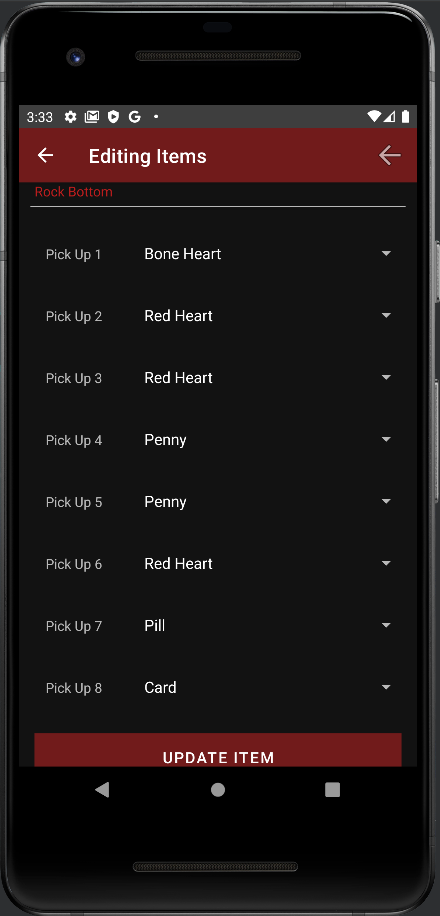 3:33
Editing Items
Rock Bottom
Pick Up 1 Bone Heart
Pick Up 2 Red Heart
Pick Up 3 Red Heart
Pick Up 4 Penny
Pick Up 5 Penny
Pick Up 6 Red Heart
Pick Up 7 Pill
Pick Up 8 Card
UPDATE ITEM